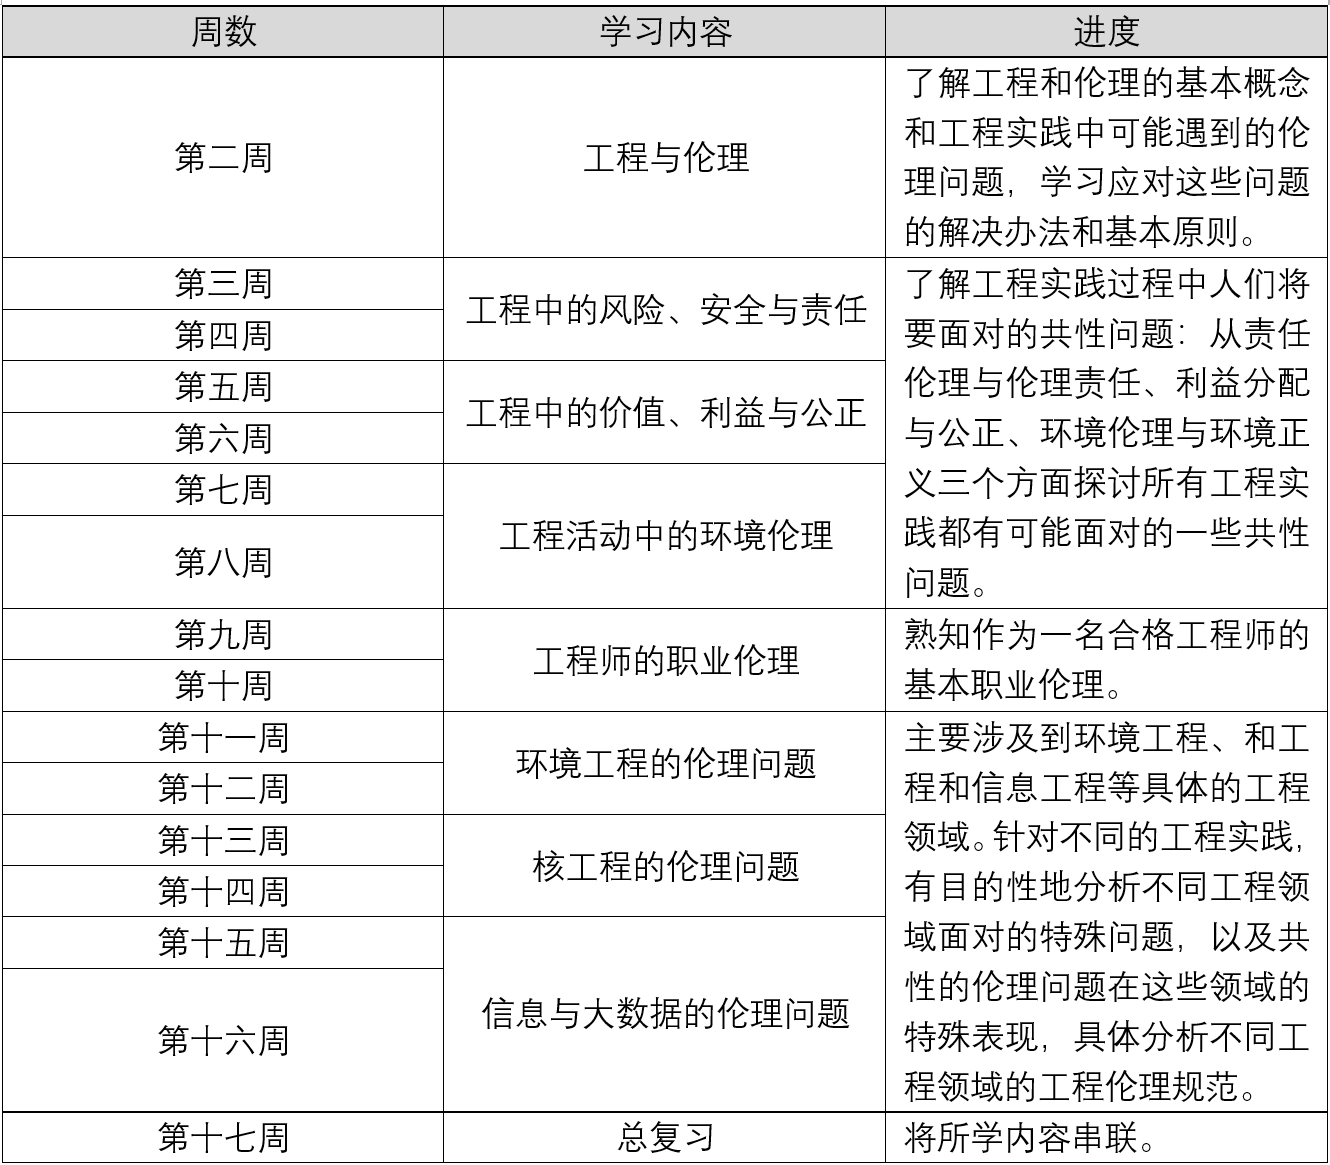 周数 学习内容 进度
第二周
工程与伦理
了解工程和伦理的基本概念
和工程实践中可能遇到的伦
理问题，学习应对这些问题
的解决办法和基本原则。
第三周
第四周
工程中的风险、安全与责任
第五周
第六周
工程中的价值、利益与公正
第七周
第八周
工程活动中的环境伦理
了解工程实践过程中人们将
要面对的共性问题：从责任
伦理与伦理责任、利益分配
与公正、环境伦理与环境正
义三个方面探讨所有工程实
践都有可能面对的一些共性
问题。
第九周
第十周
工程师的职业伦理
熟知作为一名合格工程师的
基本职业伦理。
第十一周
第十二周
环境工程的伦理问题
第十三周
第十四周
核工程的伦理问题
第十五周
第十六周
信息与大数据的伦理问题
主要涉及到环境工程、和工
程和信息工程等具体的工程
领域。针对不同的工程实践，
有目的性地分析不同工程领
域面对的特殊问题，以及共
性的伦理问题在这些领域的
特殊表现，具体分析不同工
程领域的工程伦理规范。
第十七周
总复习
将所学内容串联。